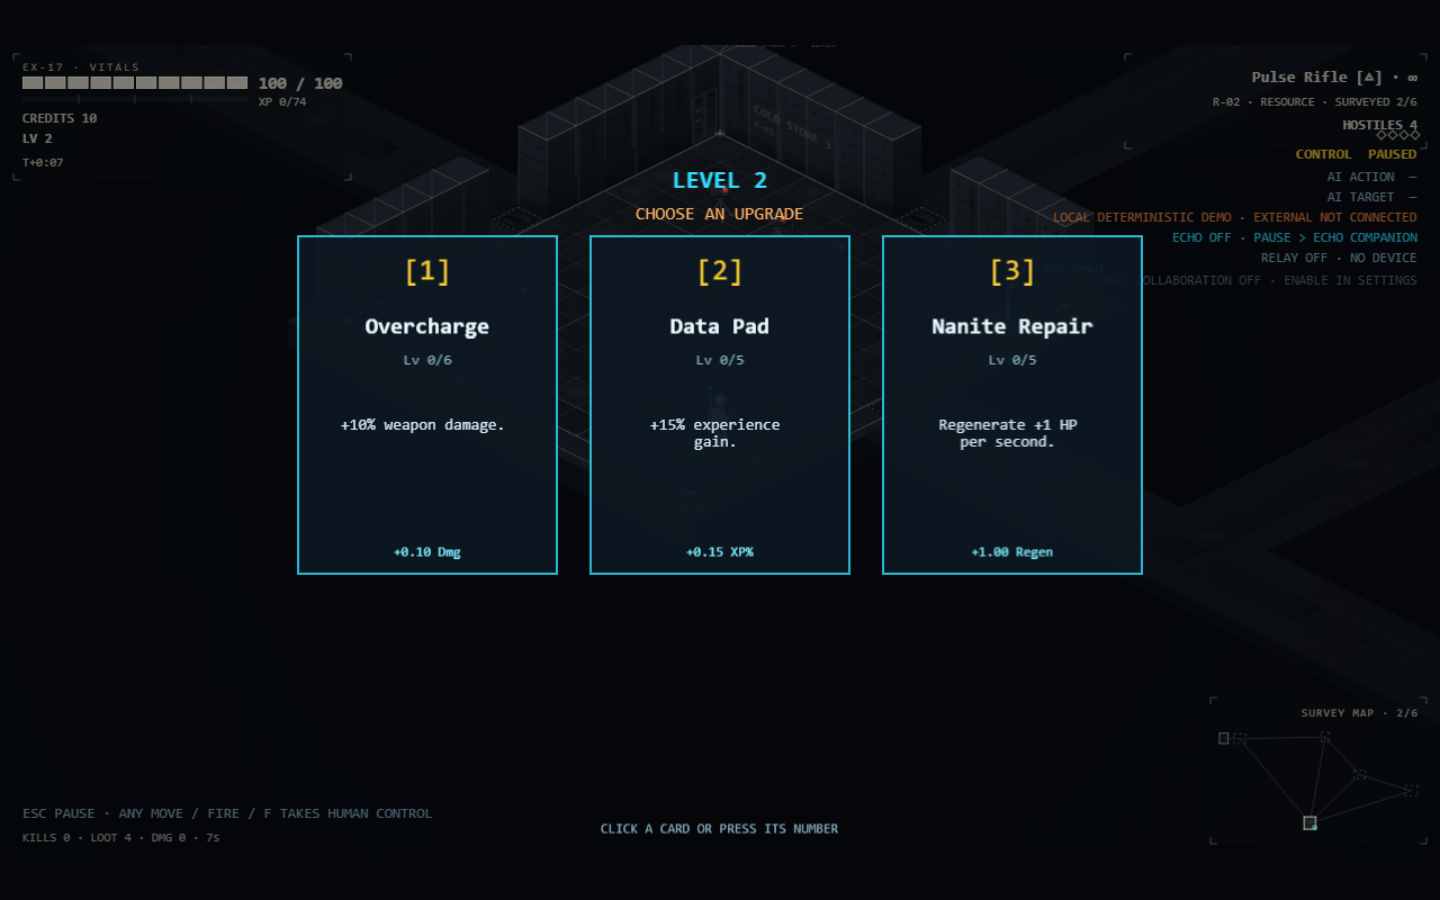 EX-17 · VITALS
100 / 100
XP 0/74
CREDITS 10
LV 2
T+0:07
Pulse Rifle [△] · ∞
R-02 · RESOURCE · SURVEYED 2/6
HOSTILES 4
CONTROL PAUSED
AI ACTION —
AI TARGET —
LOCAL DETERMINISTIC DEMO · EXTERNAL NOT CONNECTED
ECHO OFF · PAUSE > ECHO COMPANION
RELAY OFF · NO DEVICE
OLLABORATION OFF · ENABLE IN SETTINGS
COLD STORE 3
R-02
LEVEL 2
CHOOSE AN UPGRADE
[1]
Overcharge
Lv 0/6
+10% weapon damage.
+0.10 Dmg
[2]
Data Pad
Lv 0/5
+15% experience
gain.
+0.15 XP%
[3]
Nanite Repair
Lv 0/5
Regenerate +1 HP
per second.
+1.00 Regen
SURVEY MAP · 2/6
ESC PAUSE · ANY MOVE / FIRE / F TAKES HUMAN CONTROL
KILLS 0 · LOOT 4 · DMG 0 · 7s
CLICK A CARD OR PRESS ITS NUMBER